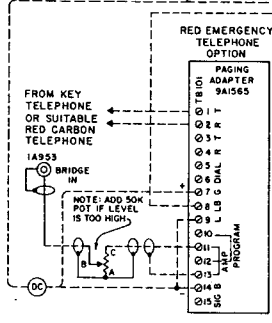 RED EMERGENCY
TELEPHONE
OPTION
PAGING
ADAPTER
9A1565
TB101
FROM KEY
TELEPHONE
OR SUITABLE
RED CARBON
TELEPHONE
1A953
BRIDGE
IN
NOTE: ADD 50K
POT IF LEVEL
IS TOO HIGH
C
B
A
DC
+
-
1 T
2 R
3 T
4 R
5
6 DIAL
7 G
8 LB
9 L
10
11
12
13
AMP
PROGRAM
14 B
15 SIG